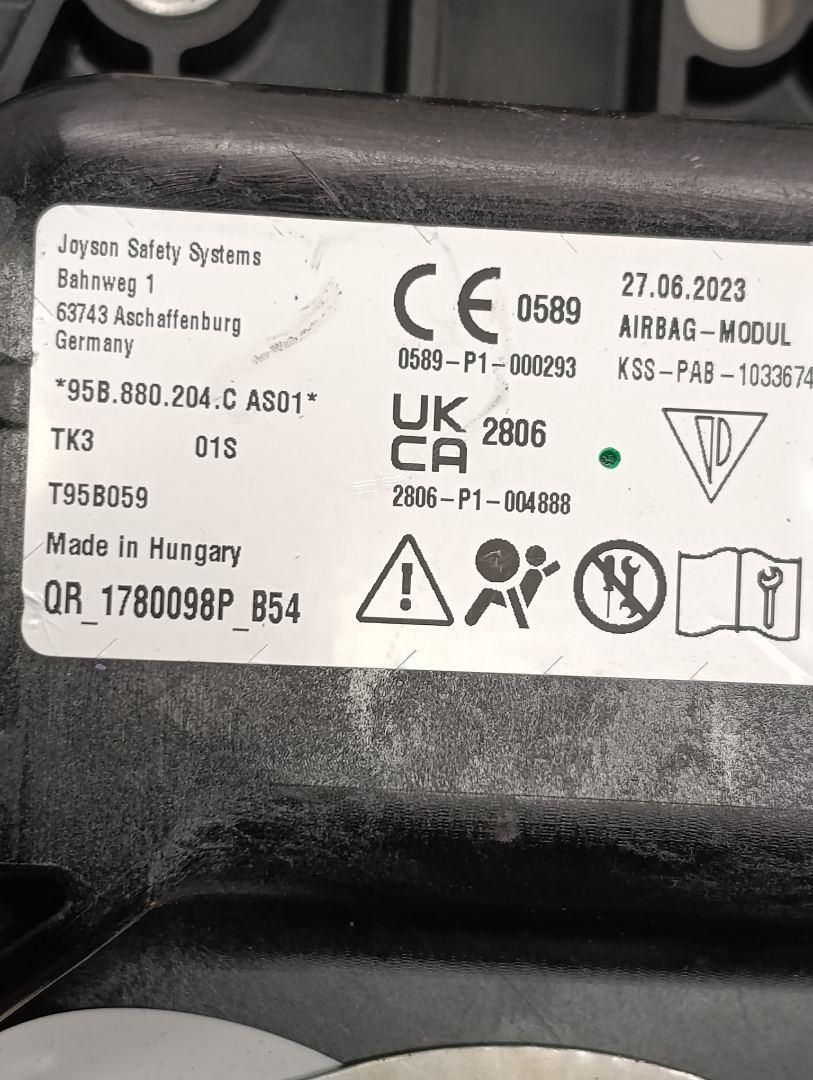 Joyson Safety Systems
Bahnweg 1
63743 Aschaffenburg
Germany
*95B.880.204.C AS01*
TK3 01S
T95B059
Made in Hungary
QR_1780098P_B54
CE 0589
0589-P1-000293
UK
CA 2806
2806-P1-004888
27.06.2023
AIRBAG-MODUL
KSS-PAB-1033674